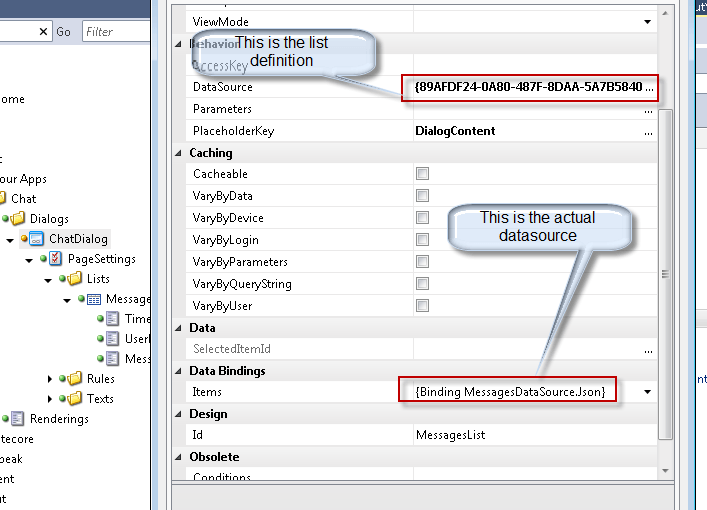 Go
Filter
ome
our Apps
Chat
Dialogs
ChatDialog
PageSettings
Lists
Message
Time
UserI
Mess
Rules
Texts
Renderings
tecore
peak
ent
ut
ViewMode
Behavior
This is the list
definition
AccessKey
DataSource
{89AFDF24-0A80-487F-8DAA-5A7B5840 ...
Parameters
...
PlaceholderKey
DialogContent
Caching
Cacheable
VaryByData
VaryByDevice
VaryByLogin
VaryByParameters
VaryByQueryString
VaryByUser
This is the actual
datasource
Data
SelectedItemId
...
Data Bindings
Items
{Binding MessagesDataSource.Json}
Design
Id
MessagesList
Obsolete
Conditions